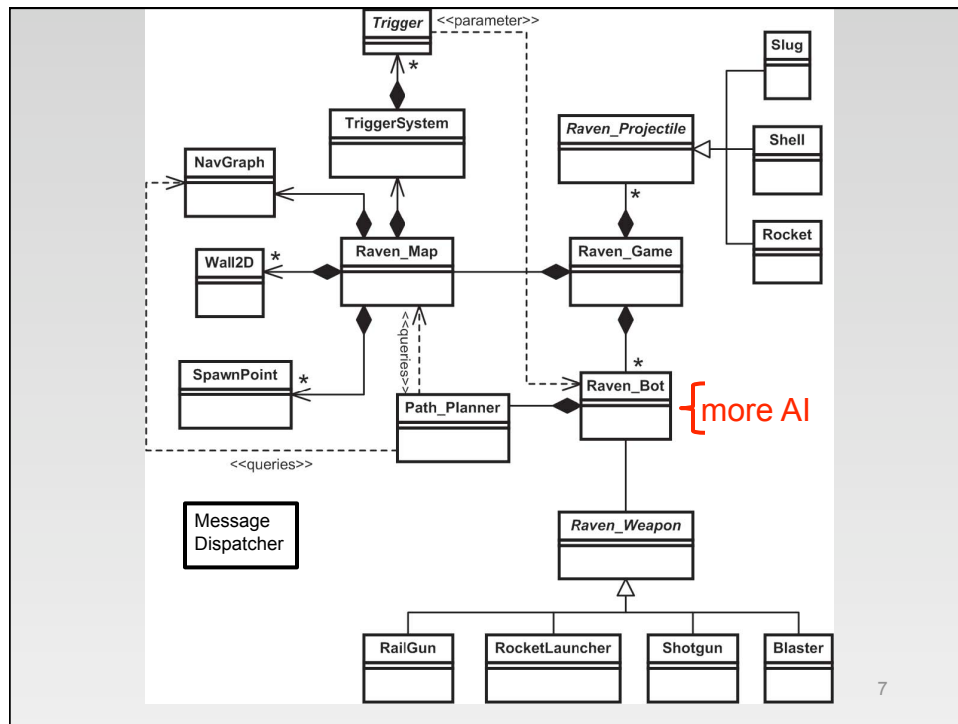 Trigger
<<parameter>>
*
Slug
TriggerSystem
Raven_Projectile
Shell
NavGraph
*
Rocket
Wall2D
*
Raven_Map
Raven_Game
<<queries>>
*
SpawnPoint
*
Raven_Bot
Path_Planner
more AI
<<queries>>
Message
Dispatcher
Raven_Weapon
RailGun
RocketLauncher
Shotgun
Blaster
7